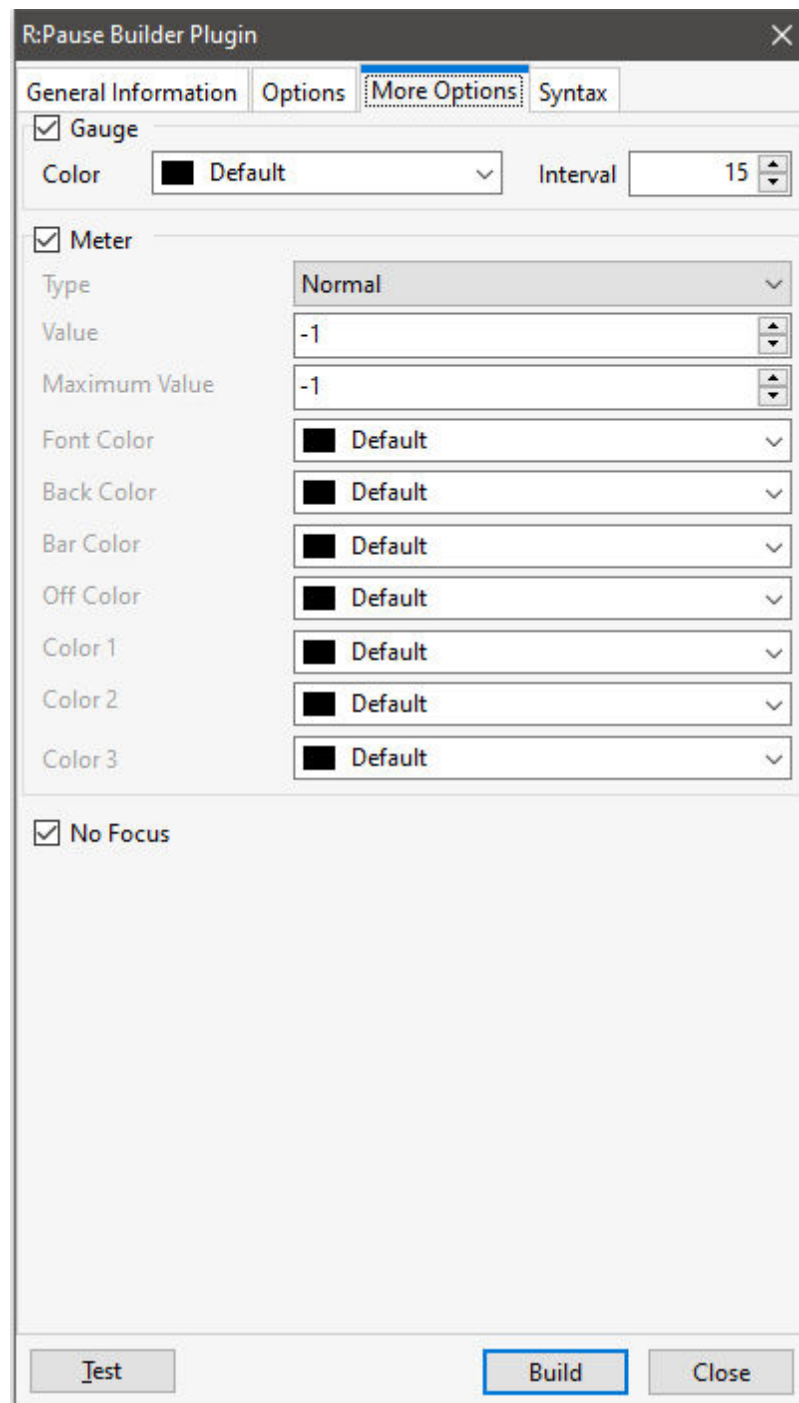 R:Pause Builder Plugin
General Information Options More Options Syntax
Gauge
Color Default Interval 15
Meter
Type Normal
Value -1
Maximum Value -1
Font Color Default
Back Color Default
Bar Color Default
Off Color Default
Color 1 Default
Color 2 Default
Color 3 Default
No Focus
Test Build Close